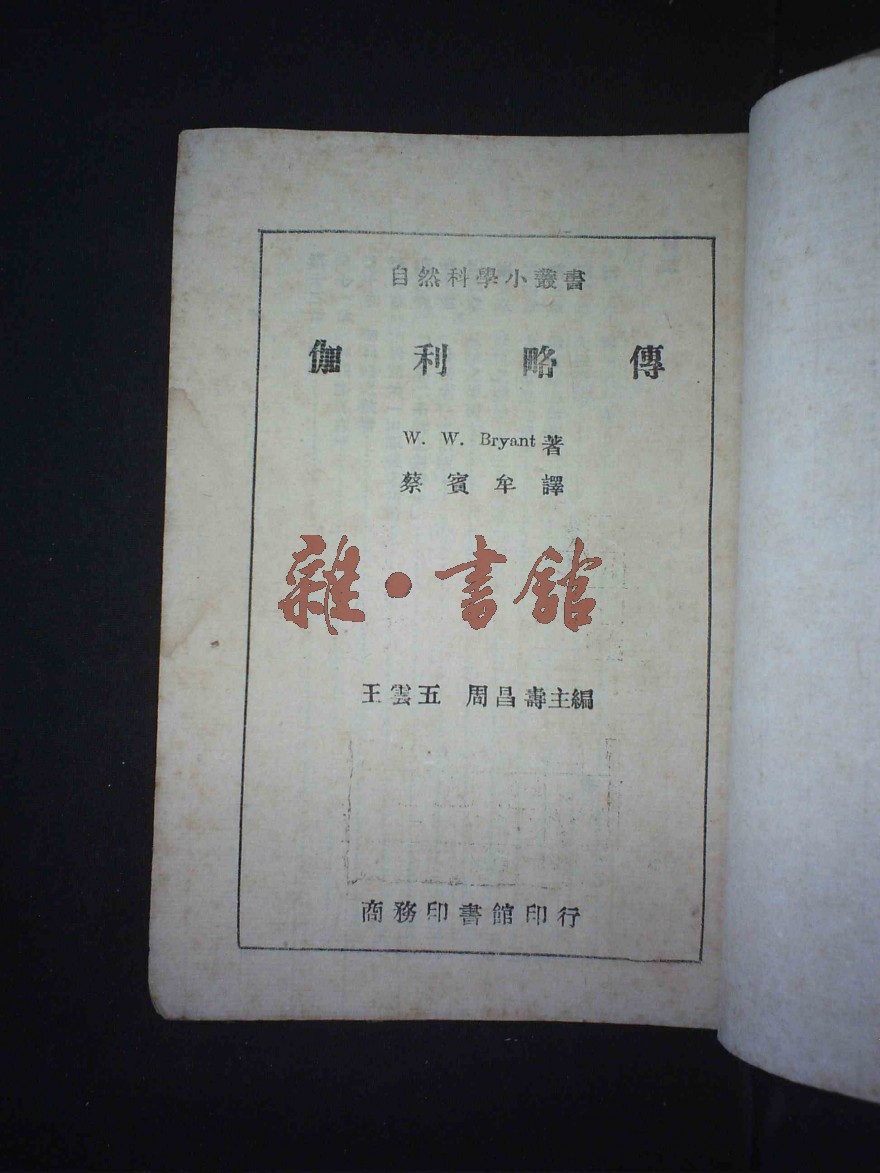 自然科學小叢書
伽利略傳
W. W. Bryant 著
蔡賓牟譯
雜·書館
王雲五 周昌壽主編
商務印書館印行